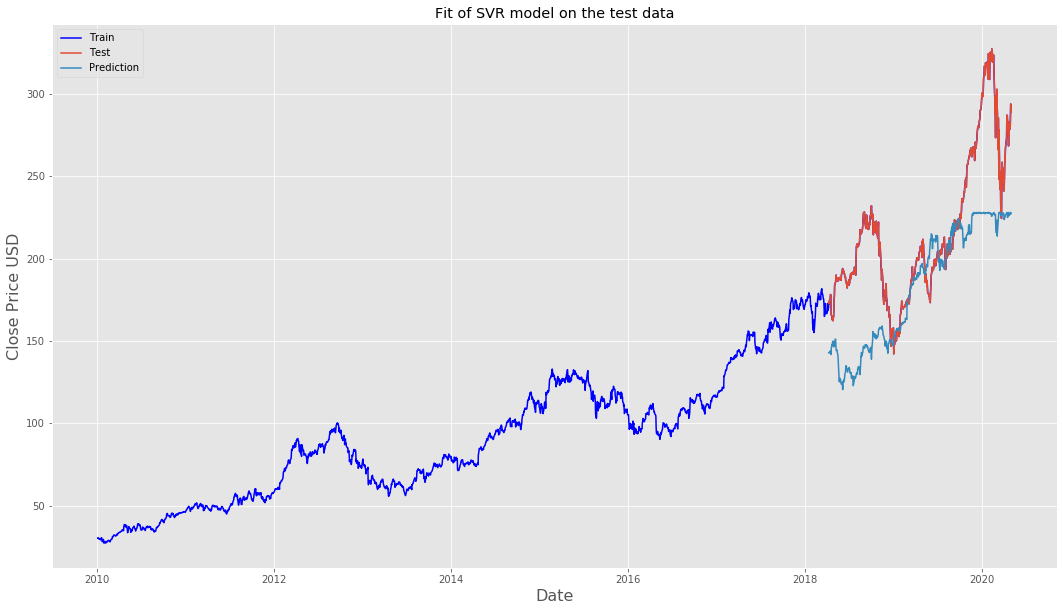 Fit of SVR model on the test data
Train
Test
Prediction
Close Price USD
300
250
200
150
100
50
2010
2012
2014
2016
2018
2020
Date